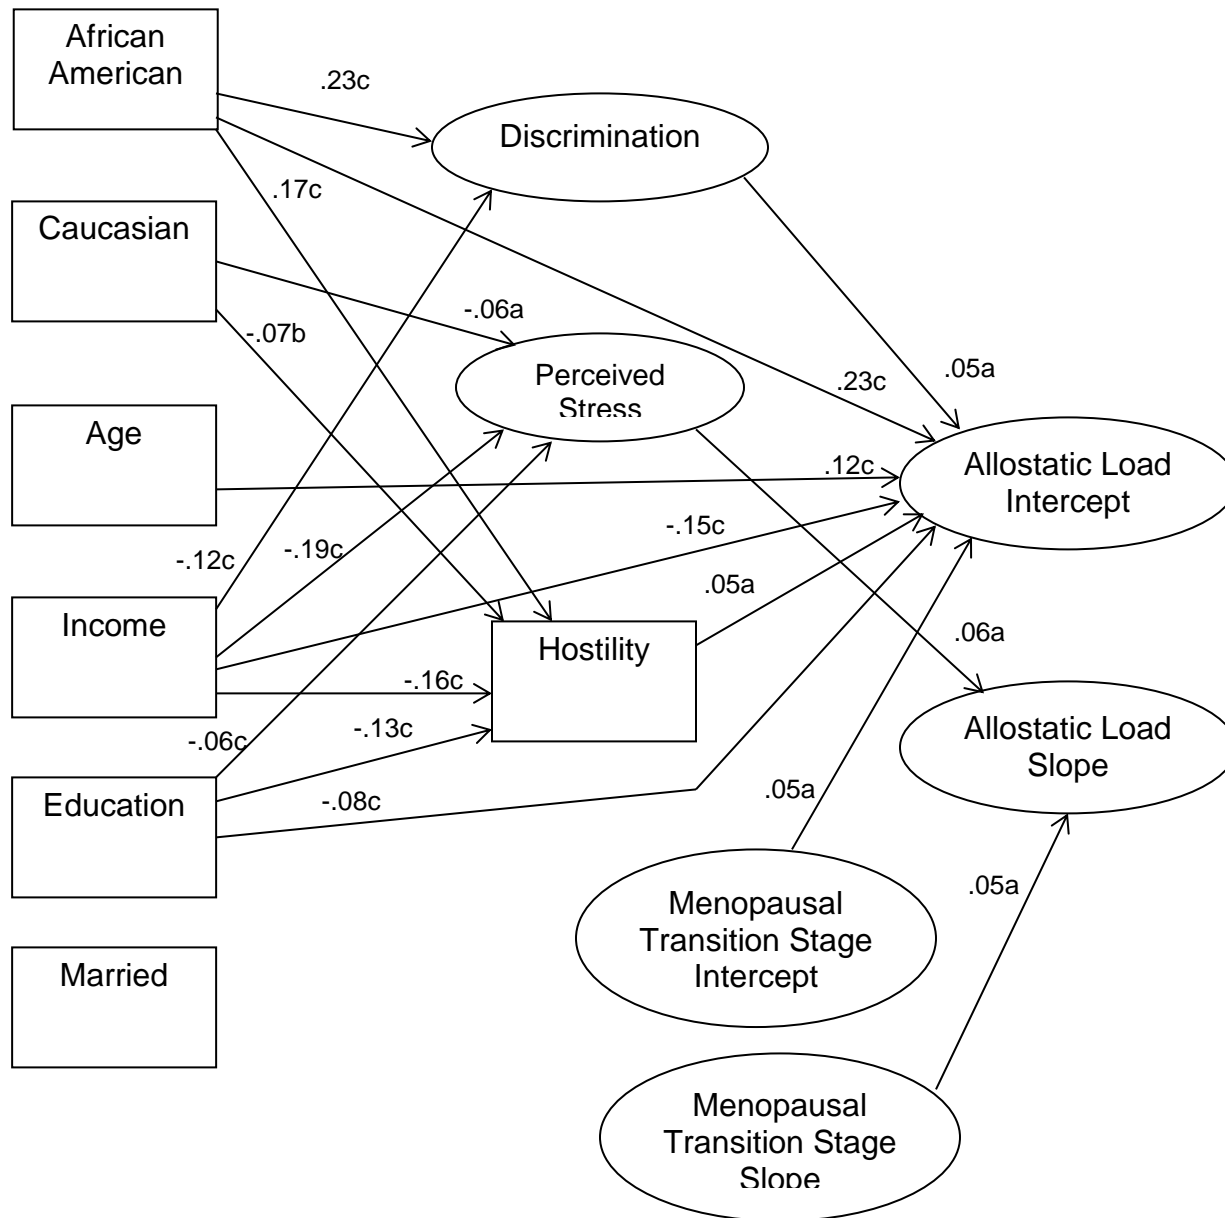 African
American
.23c
Discrimination
.17c
Caucasian
-.06a
-.07b
Perceived
Stress
.05a
.23c
Age
.12c
Allostatic Load
Intercept
-.12c
-.19c
-.15c
.05a
Income
Hostility
.06a
-.16c
-.13c
-.06c
Allostatic Load
Slope
Education
-.08c
.05a
.05a
Menopausal
Transition Stage
Intercept
Married
Menopausal
Transition Stage
Slope